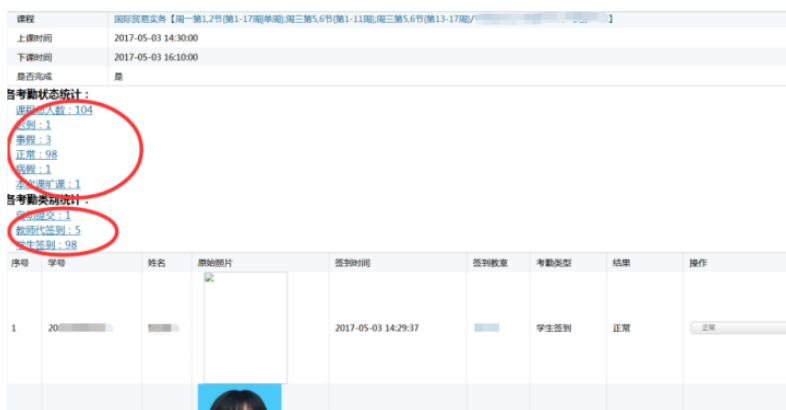 课程 国际贸易实务【周一第1,2节{第1-17周|单周};周三第5,6节{第1-11周};周三第5,6节{第13-17周}/ 】
上课时间 2017-05-03 14:30:00
下课时间 2017-05-03 16:10:00
是否完成 是
各考勤状态统计：
课程总人数：104
迟到：1
事假：3
正常：98
病假：1
本次课旷课：1
各考勤类别统计：
自动提交：1
教师代签到：5
学生签到：98
序号 学号 姓名 原始照片 签到时间 签到教室 考勤类型 结果 操作
1 20 2017-05-03 14:29:37 学生签到 正常 正常